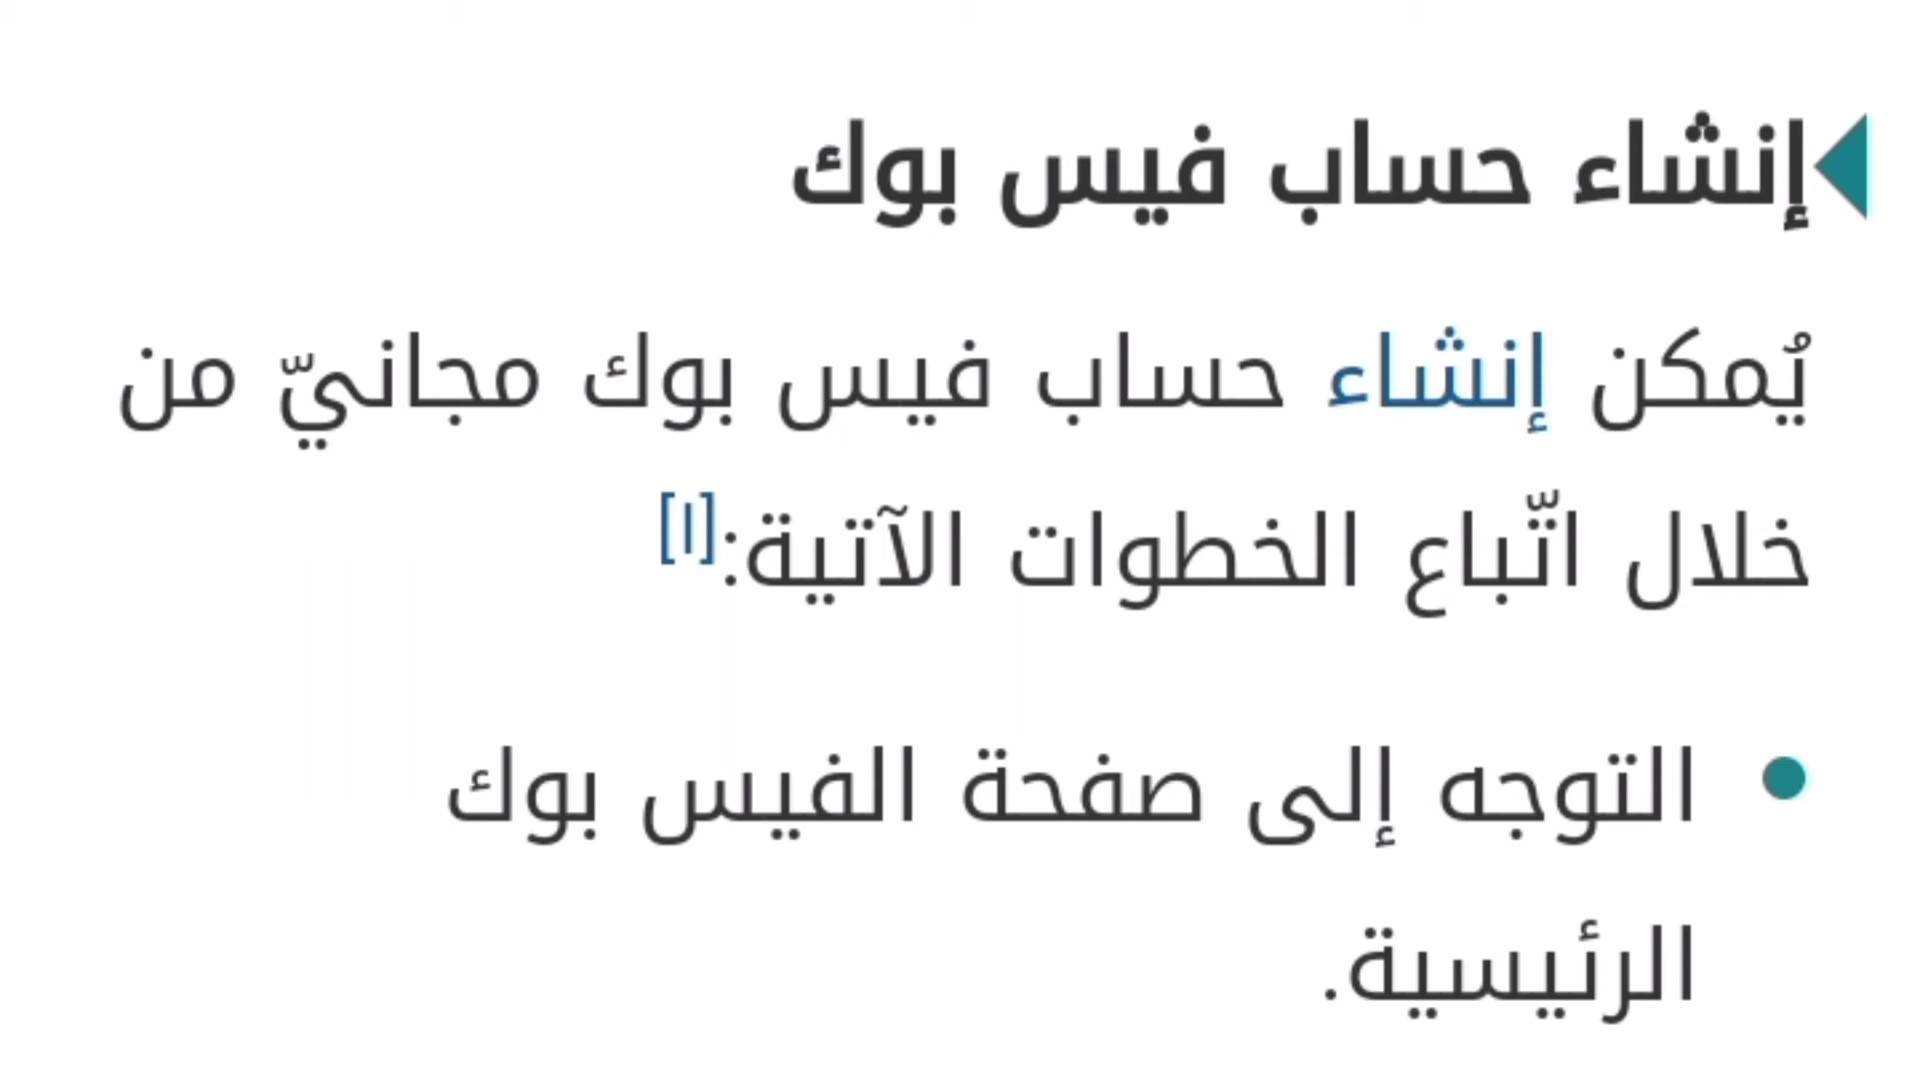 إنشاء حساب فيس بوك
يُمكن إنشاء حساب فيس بوك مجانيّ من
خلال اتّباع الخطوات الآتية:[١]
التوجه إلى صفحة الفيس بوك
الرئيسية.